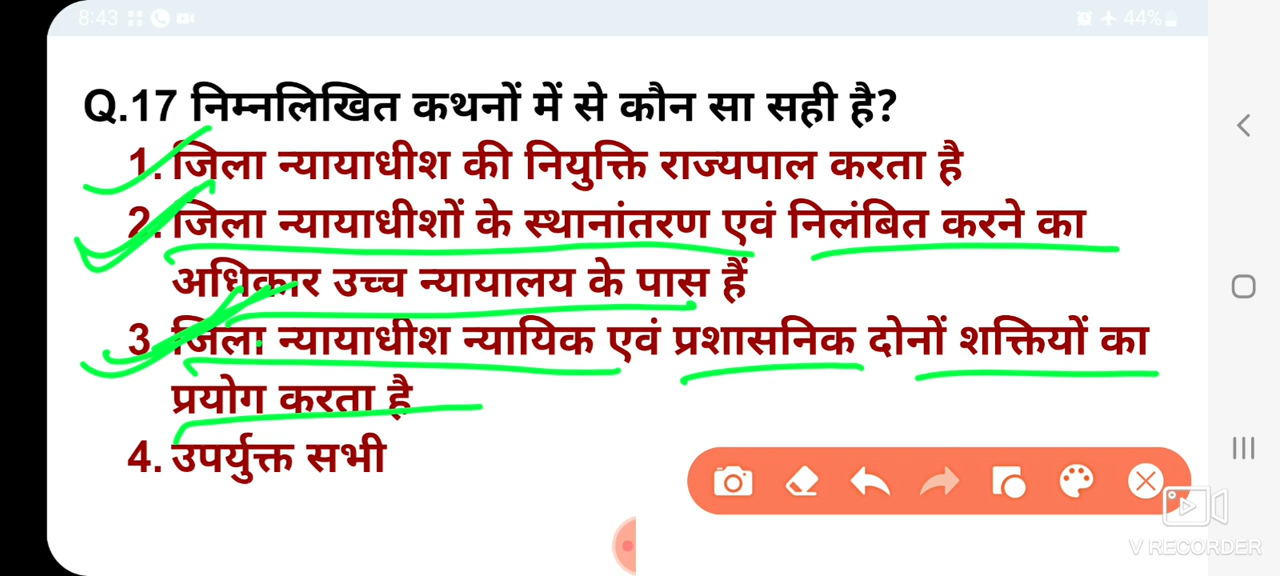 8:43
44%
Q.17 निम्नलिखित कथनों में से कौन सा सही है?
1. जिला न्यायाधीश की नियुक्ति राज्यपाल करता है
2. जिला न्यायाधीशों के स्थानांतरण एवं निलंबित करने का
अधिकार उच्च न्यायालय के पास हैं
3. जिला न्यायाधीश न्यायिक एवं प्रशासनिक दोनों शक्तियों का
प्रयोग करता है
4. उपर्युक्त सभी
V RECORDER